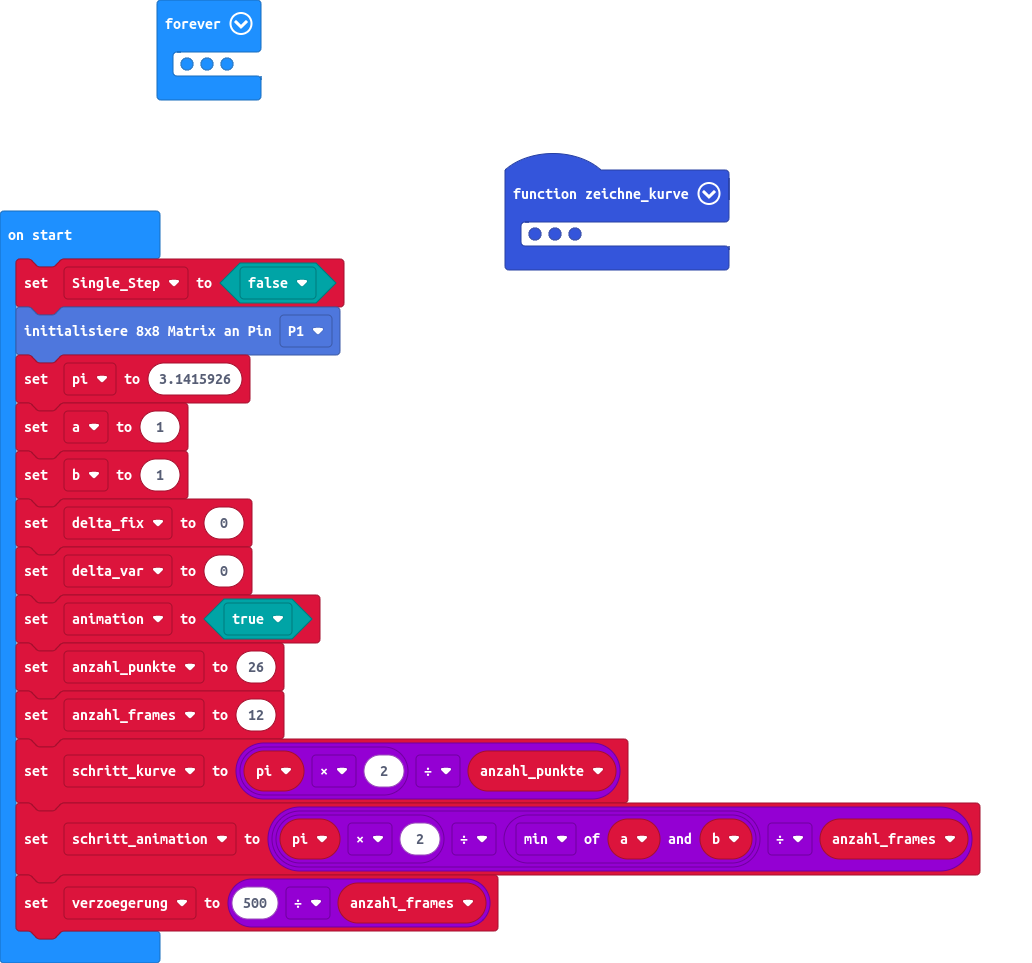 forever
function zeichne_kurve
on start
set Single_Step to false
initialisiere 8x8 Matrix an Pin P1
set pi to 3.1415926
set a to 1
set b to 1
set delta_fix to 0
set delta_var to 0
set animation to true
set anzahl_punkte to 26
set anzahl_frames to 12
set schritt_kurve to pi × 2 ÷ anzahl_punkte
set schritt_animation to pi × 2 ÷ min of a and b ÷ anzahl_frames
set verzoegerung to 500 ÷ anzahl_frames